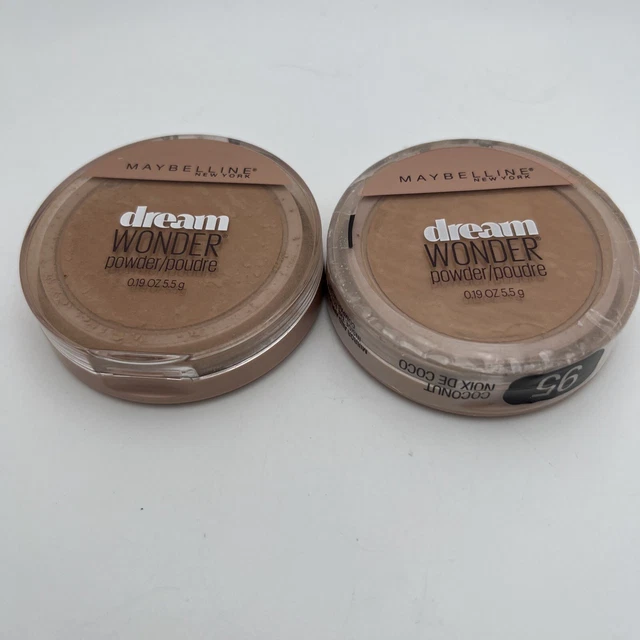 MAYBELLINE®
NEW YORK
dream
WONDER®
powder/poudre
0.19 OZ 5.5 g
MAYBELLINE®
NEW YORK
dream
WONDER®
powder/poudre
0.19 OZ 5.5 g
95
COCONUT
NOIX DE COCO